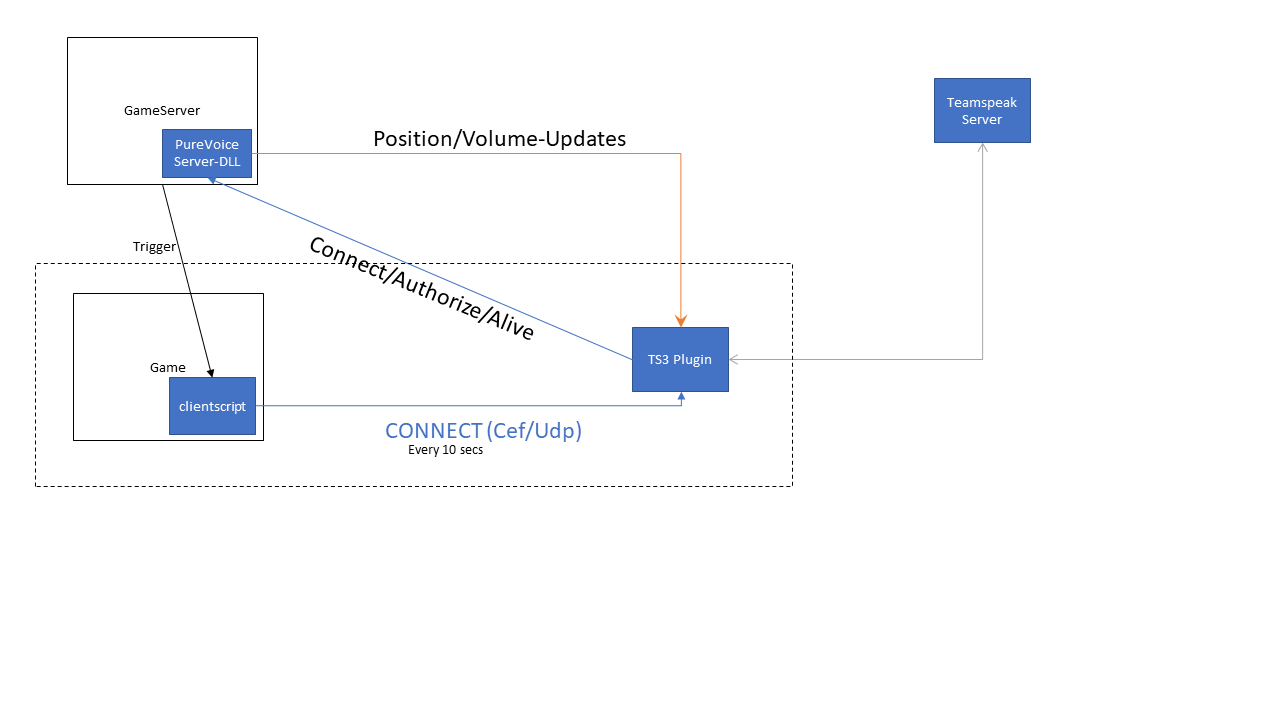 GameServer
PureVoice
Server-DLL
Position/Volume-Updates
Teamspeak
Server
Trigger
Connect/Authorize/Alive
TS3 Plugin
Game
clientscript
CONNECT (Cef/Udp)
Every 10 secs